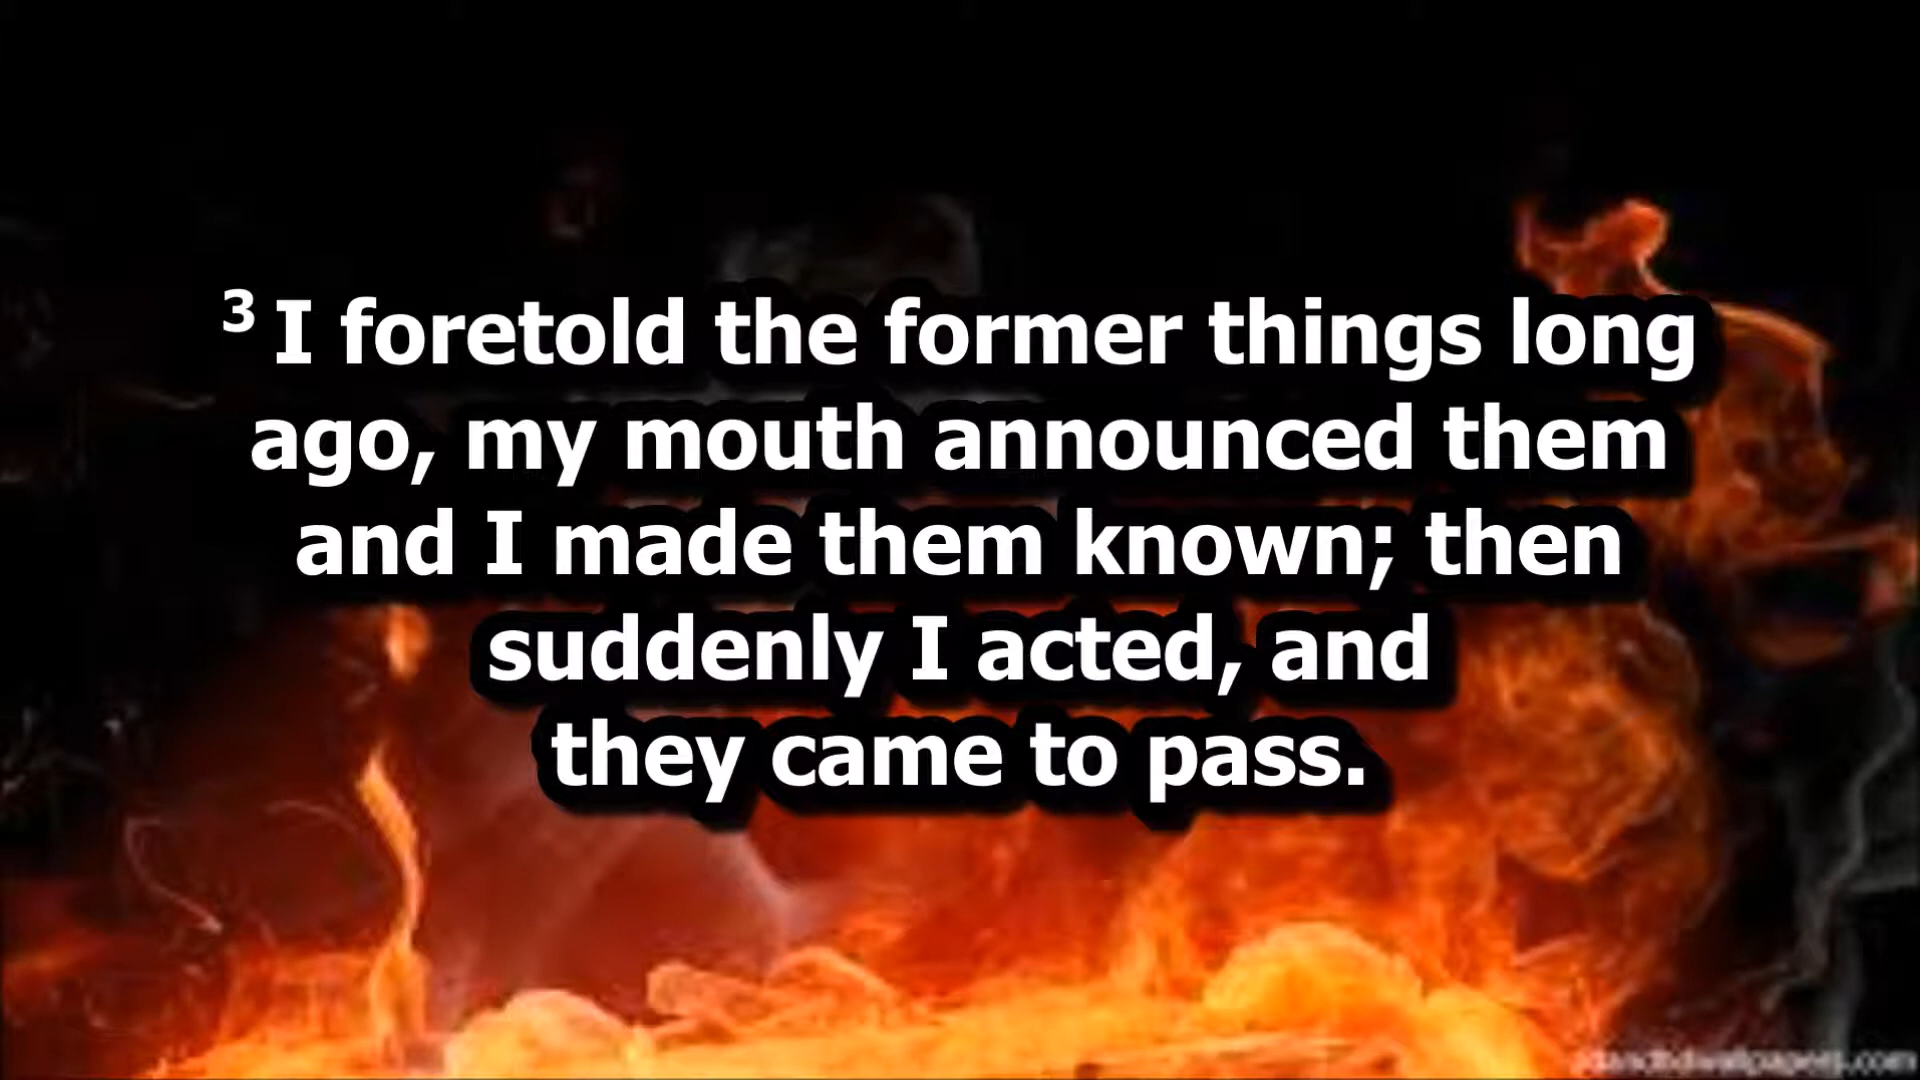 3 I foretold the former things long
ago, my mouth announced them
and I made them known; then
suddenly I acted, and
they came to pass.